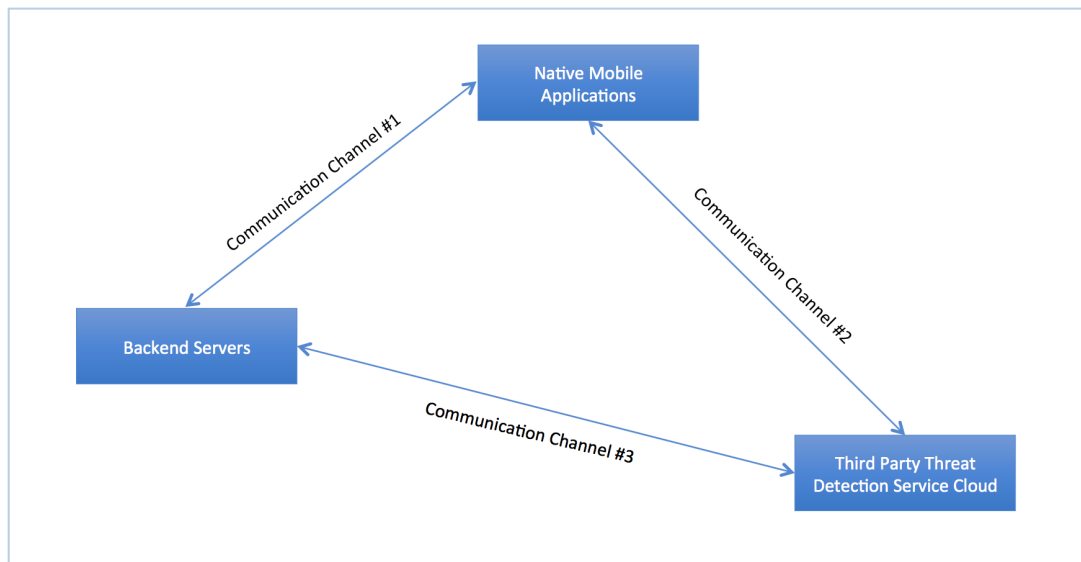 Native Mobile
Applications
Communication Channel #1
Communication Channel #2
Backend Servers
Communication Channel #3
Third Party Threat
Detection Service Cloud